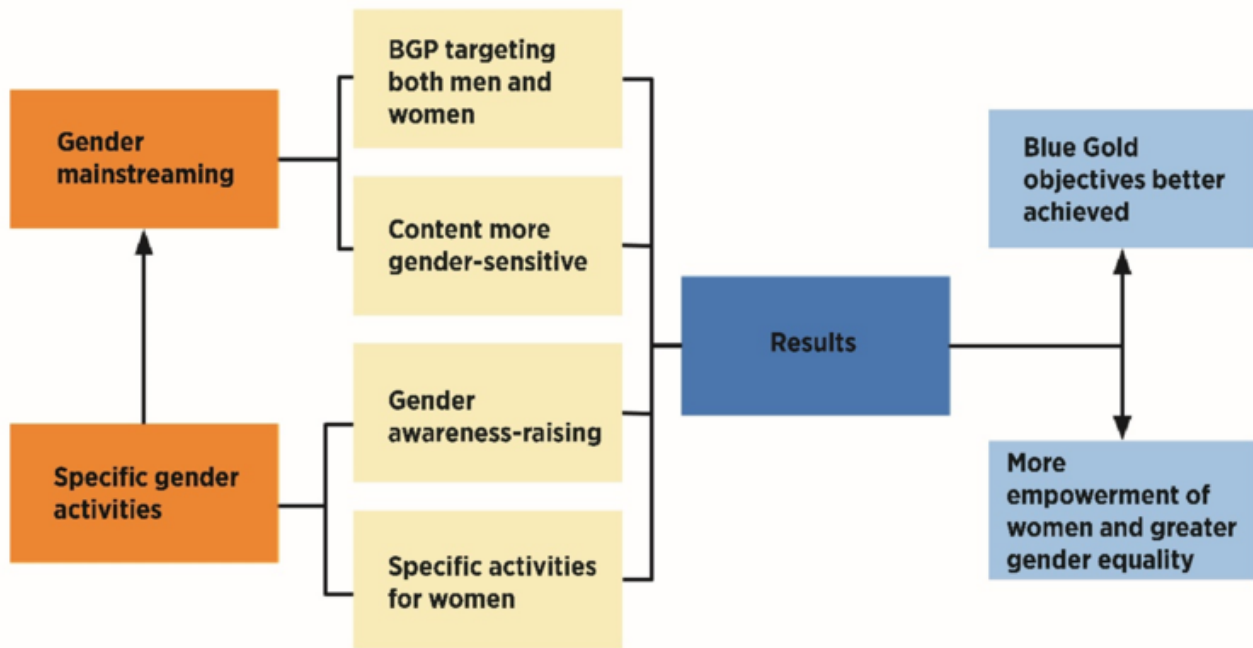 BGP targeting
both men and
women
Gender
mainstreaming
Content more
gender-sensitive
Blue Gold
objectives better
achieved
Results
Gender
awareness-raising
Specific gender
activities
Specific activities
for women
More
empowerment of
women and greater
gender equality